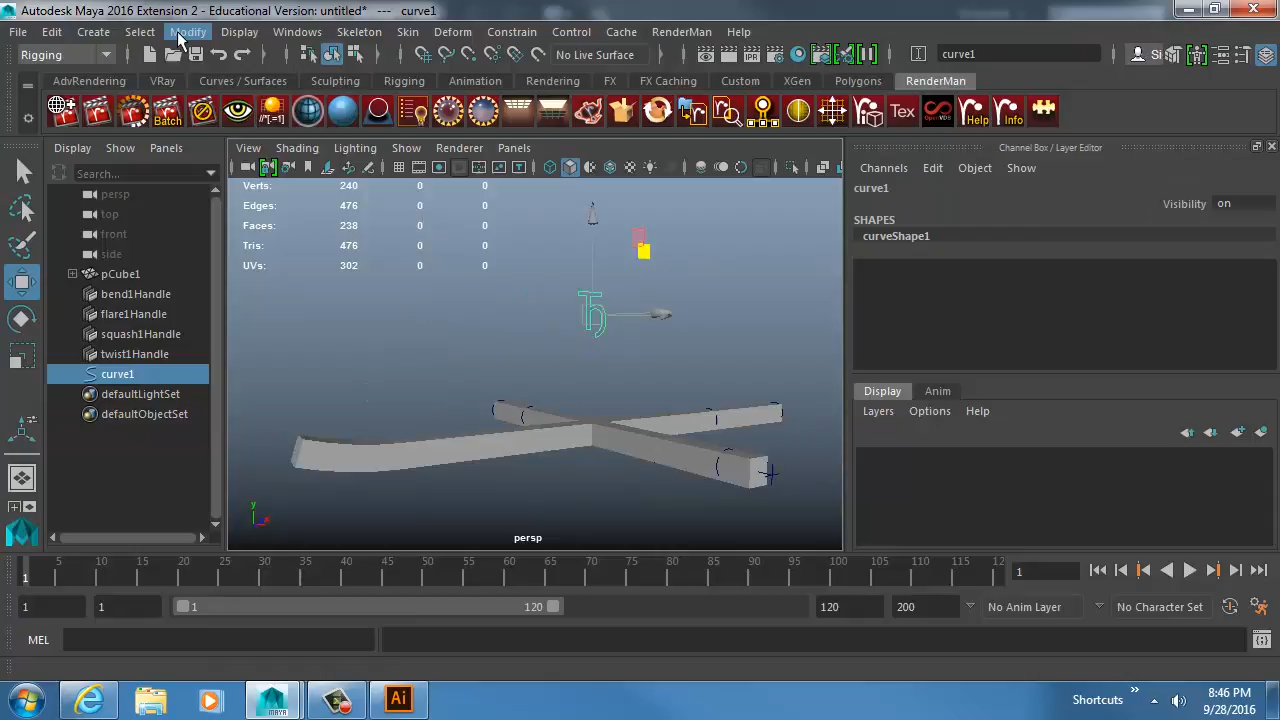 Autodesk Maya 2016 Extension 2 - Educational Version: untitled*   ---   curve1
File Edit Create Select Modify Display Windows Skeleton Skin Deform Constrain Control Cache RenderMan Help
Rigging No Live Surface curve1 Si
AdvRendering VRay Curves / Surfaces Sculpting Rigging Animation Rendering FX FX Caching Custom XGen Polygons RenderMan
Batch //*[.=!] Tex OpenVDB Help Info
Display Show Panels
View Shading Lighting Show Renderer Panels
Channel Box / Layer Editor
Search...
Channels Edit Object Show
persp
top
front
side
pCube1
bend1Handle
flare1Handle
squash1Handle
twist1Handle
curve1
defaultLightSet
defaultObjectSet
Verts: 240 0 0
Edges: 476 0 0
Faces: 238 0 0
Tris: 476 0 0
UVs: 302 0 0
Ђ
y
x
persp
curve1
Visibility on
SHAPES
curveShape1
Display Anim
Layers Options Help
1 5 10 15 20 25 30 35 40 45 50 55 60 65 70 75 80 85 90 95 100 105 110 115 12 1
1 1 1 120 120 200 No Anim Layer No Character Set
MEL
Ai Shortcuts 8:46 PM
MAYA 9/28/2016